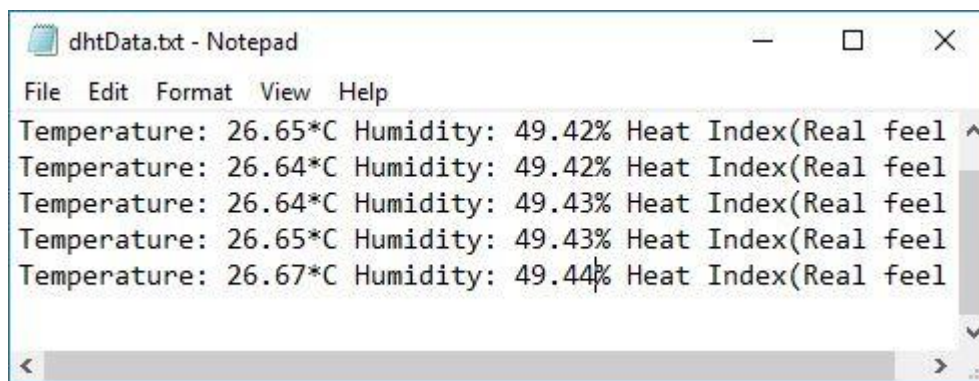 dhtData.txt - Notepad
File Edit Format View Help
Temperature: 26.65*C Humidity: 49.42% Heat Index(Real feel
Temperature: 26.64*C Humidity: 49.42% Heat Index(Real feel
Temperature: 26.64*C Humidity: 49.43% Heat Index(Real feel
Temperature: 26.65*C Humidity: 49.43% Heat Index(Real feel
Temperature: 26.67*C Humidity: 49.44% Heat Index(Real feel